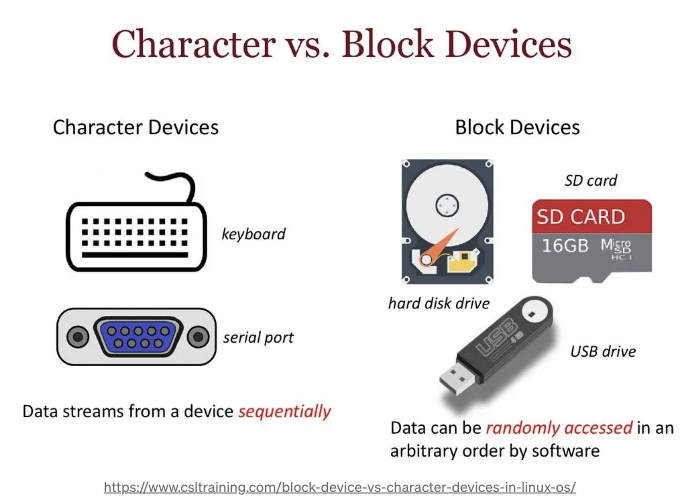 Character vs. Block Devices
Character Devices
keyboard
serial port
Data streams from a device sequentially
Block Devices
SD card
SD CARD
16GB Micro
SD
HC I
hard disk drive
USB
USB drive
Data can be randomly accessed in an
arbitrary order by software
https://www.csltraining.com/block-device-vs-character-devices-in-linux-os/